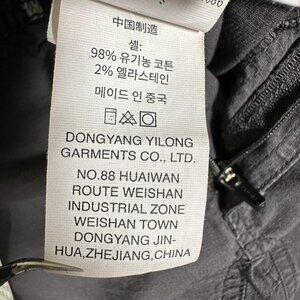 中国制造
셸:
98% 유기농 코튼
2% 엘라스테인
메이드 인 중국
DONGYANG YILONG
GARMENTS CO., LTD.
NO.88 HUAIWAN
ROUTE WEISHAN
INDUSTRIAL ZONE
WEISHAN TOWN
DONGYANG JIN-
HUA,ZHEJIANG,CHINA